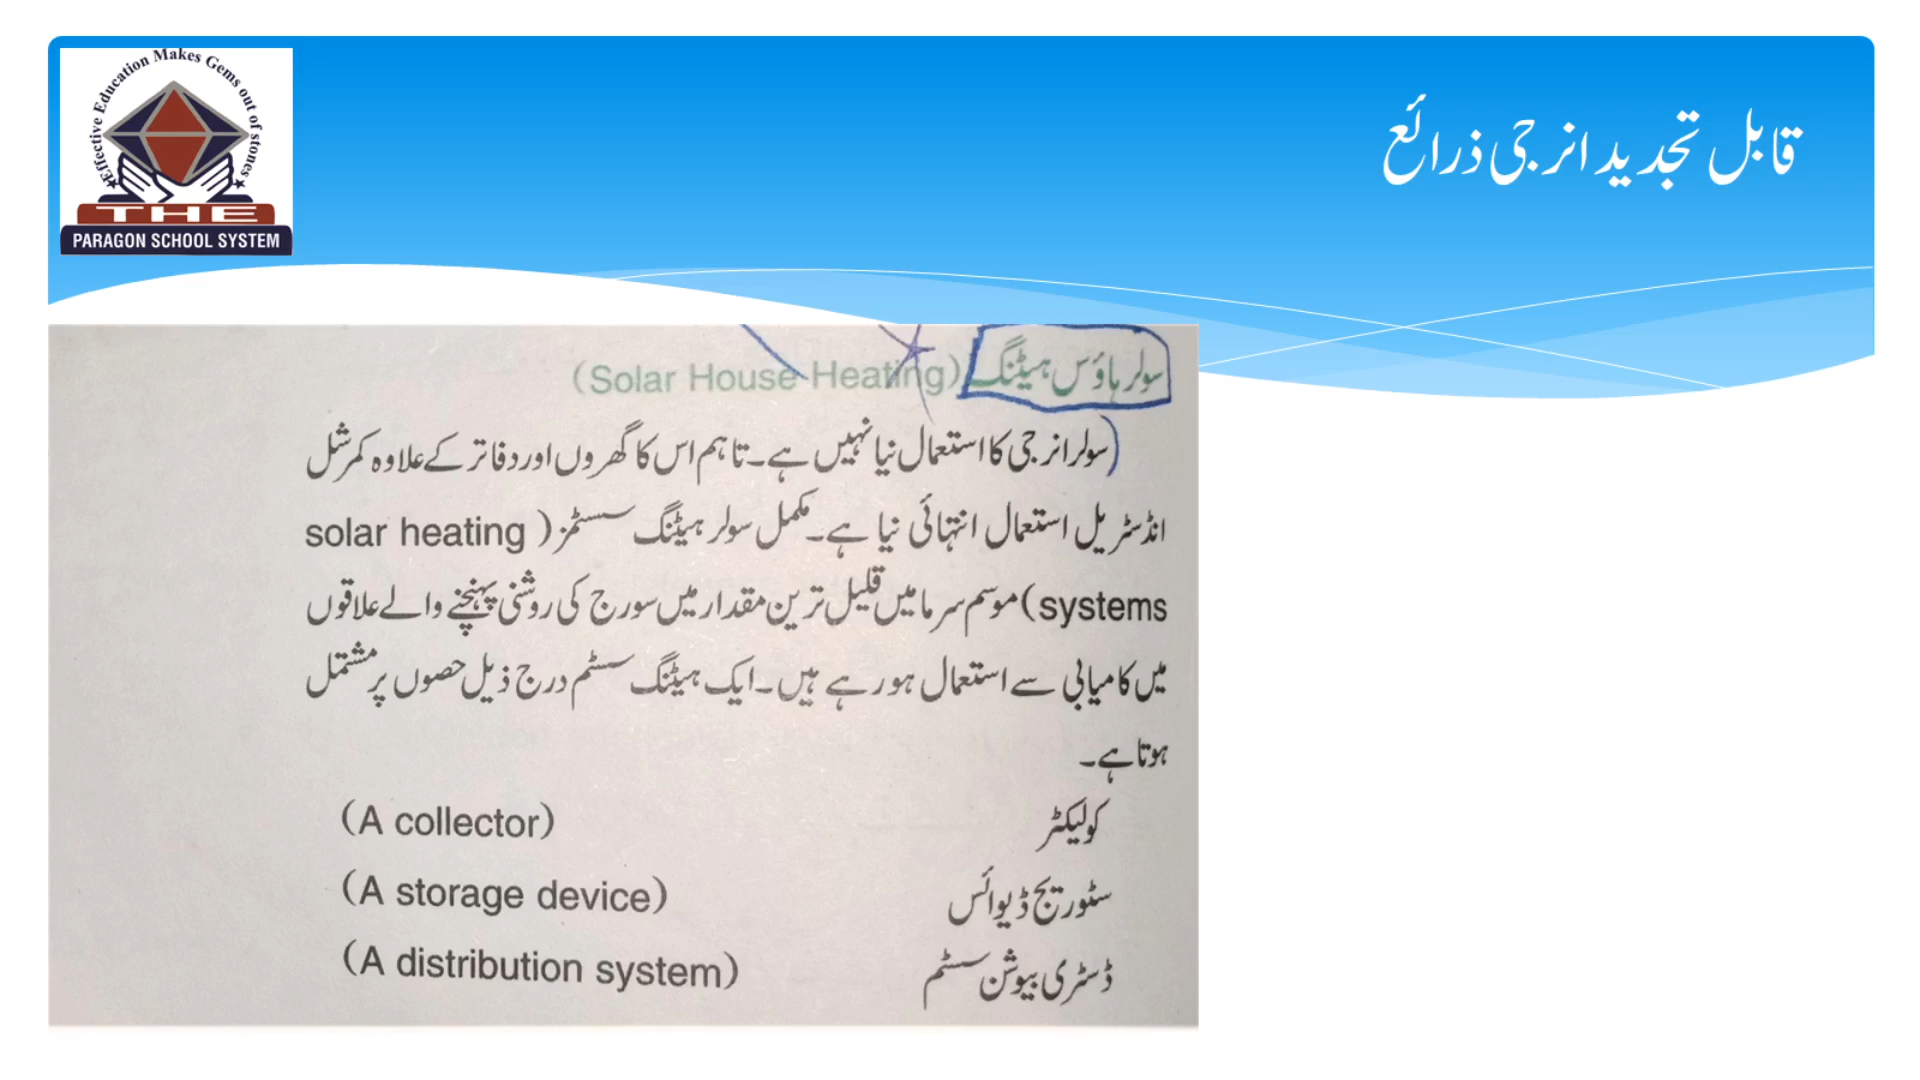 Effective Education Makes Gems out of stones
THE
PARAGON SCHOOL SYSTEM
قابل تجدید انرجی ذرائع
سولر ہاؤس ہیٹنگ (Solar House Heating)
(سولر انرجی کا استعمال نیا نہیں ہے۔ تاہم اس کا گھروں اور دفاتر کے علاوہ کمرشل
انڈسٹریل استعمال انتہائی نیا ہے۔ مکمل سولر ہیٹنگ سسٹمز (solar heating
systems) موسم سرما میں قلیل ترین مقدار میں سورج کی روشنی پہنچنے والے علاقوں
میں کامیابی سے استعمال ہو رہے ہیں۔ ایک ہیٹنگ سسٹم درج ذیل حصوں پر مشتمل
ہوتا ہے۔
کولیکٹر (A collector)
سٹوریج ڈیوائس (A storage device)
ڈسٹری بیوشن سسٹم (A distribution system)